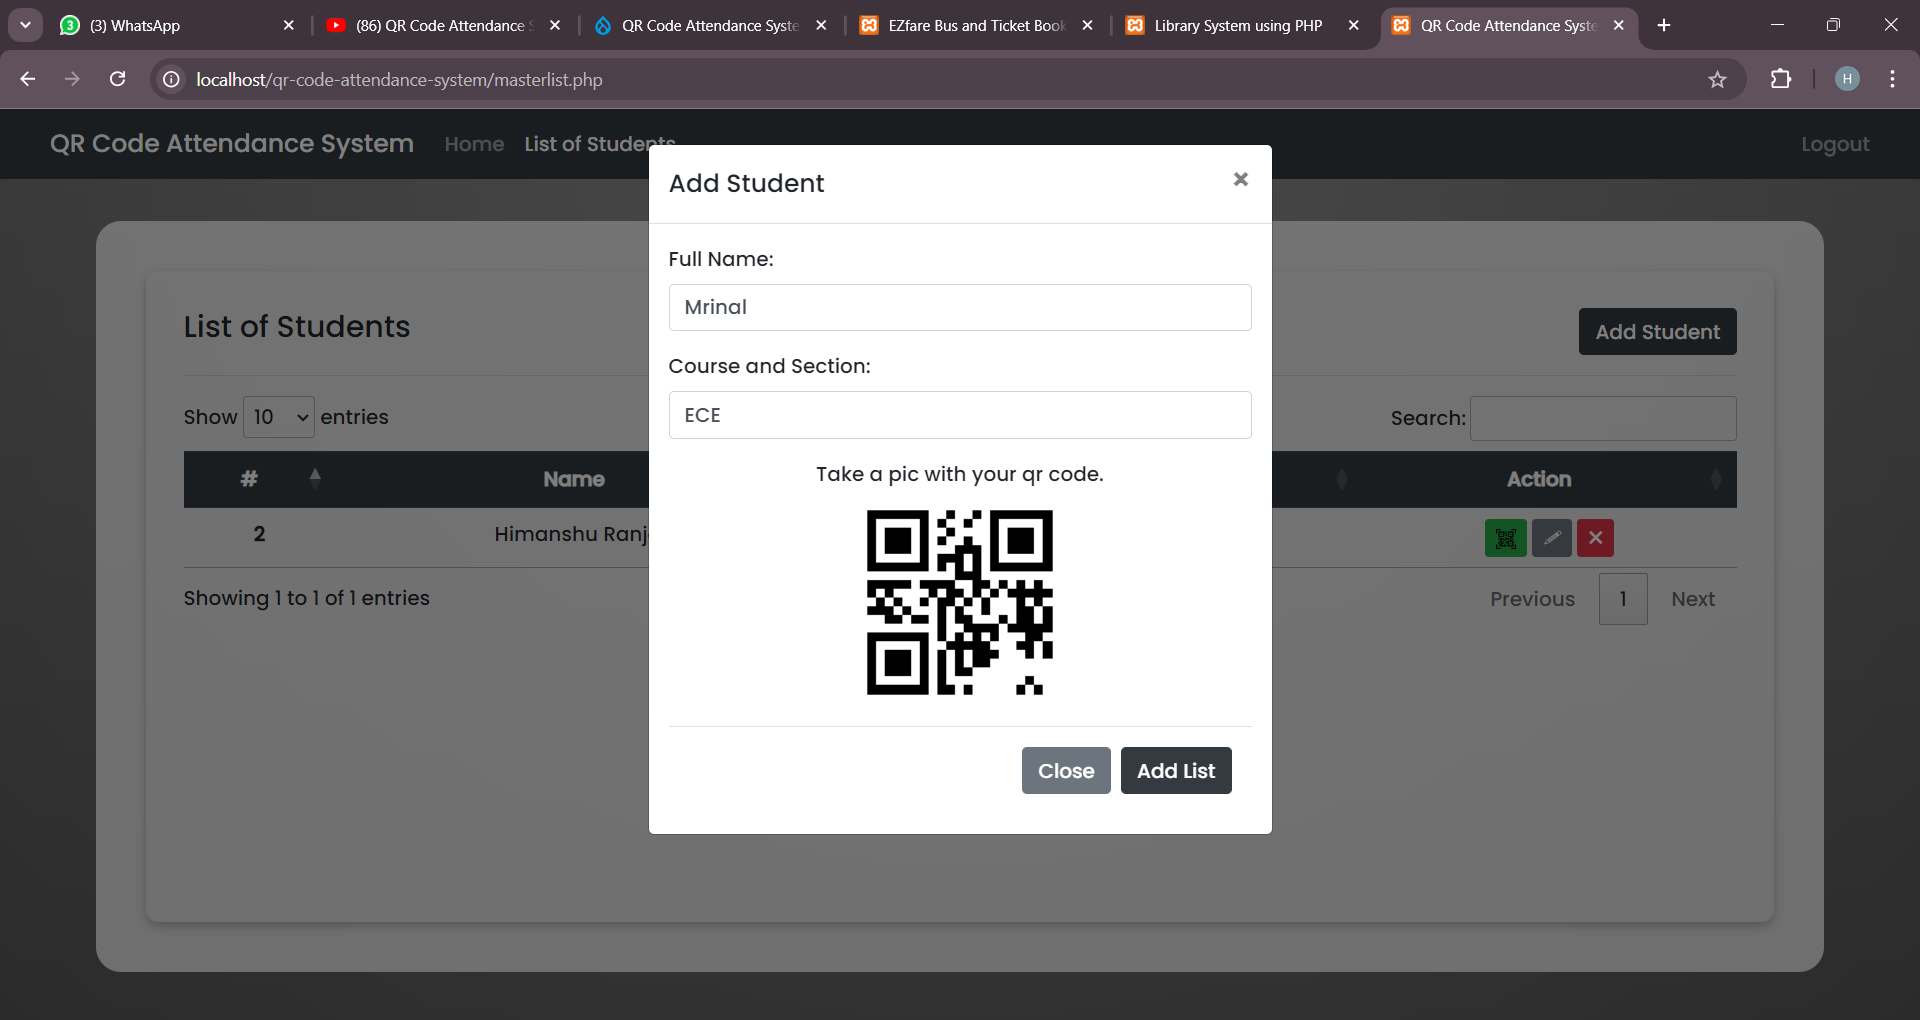 (3) WhatsApp
(86) QR Code Attendance S
QR Code Attendance Syste
EZfare Bus and Ticket Book
Library System using PHP
QR Code Attendance Syste
localhost/qr-code-attendance-system/masterlist.php
H
QR Code Attendance System
Home
List of Students
Logout
Add Student
Full Name:
Mrinal
Course and Section:
ECE
Take a pic with your qr code.
Close
Add List
List of Students
Add Student
Show 10 entries
Search:
# Name Action
2 Himanshu Ranj
Showing 1 to 1 of 1 entries
Previous 1 Next